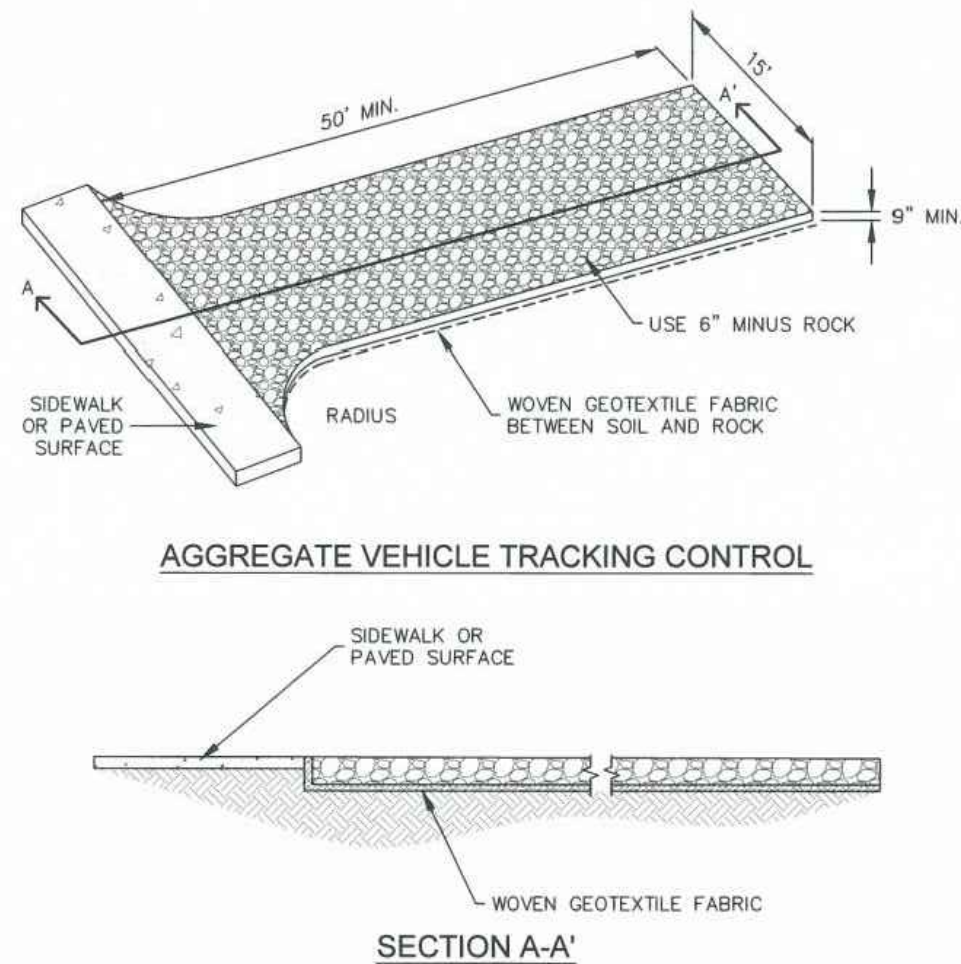 50' MIN.
15'
A'
9" MIN.
A
USE 6" MINUS ROCK
SIDEWALK
OR PAVED
SURFACE
RADIUS
WOVEN GEOTEXTILE FABRIC
BETWEEN SOIL AND ROCK
AGGREGATE VEHICLE TRACKING CONTROL
SIDEWALK OR
PAVED SURFACE
WOVEN GEOTEXTILE FABRIC
SECTION A-A'